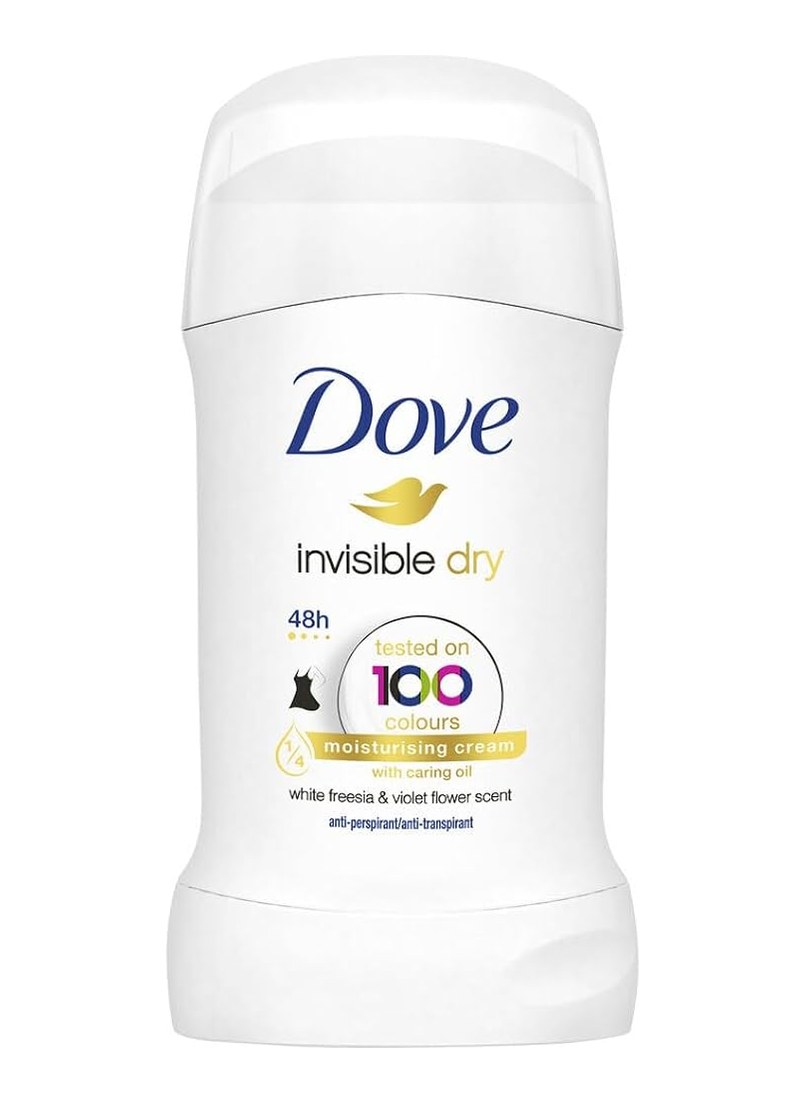 Dove
invisible dry
48h
tested on
100
colours
1/4
moisturising cream
with caring oil
white freesia & violet flower scent
anti-perspirant/anti-transpirant